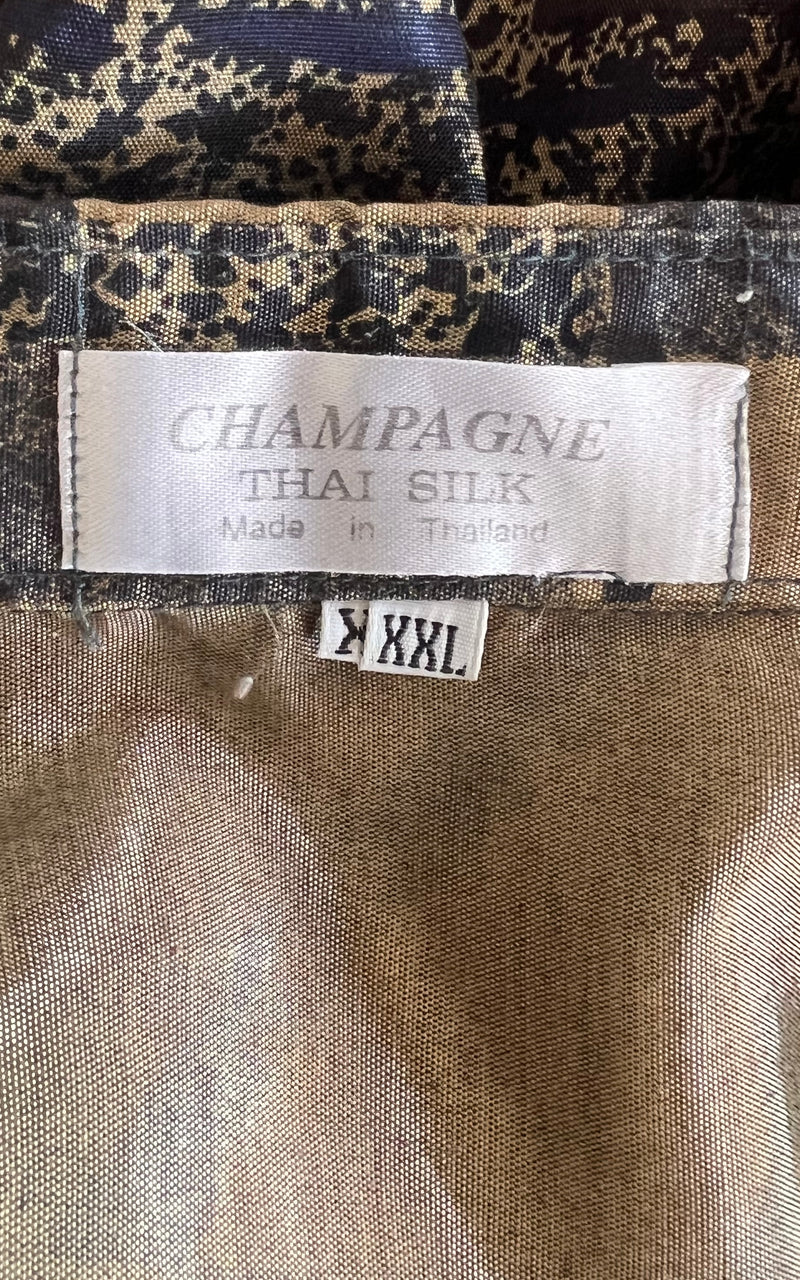 CHAMPAGNE
THAI SILK
Made in Thailand
XXL